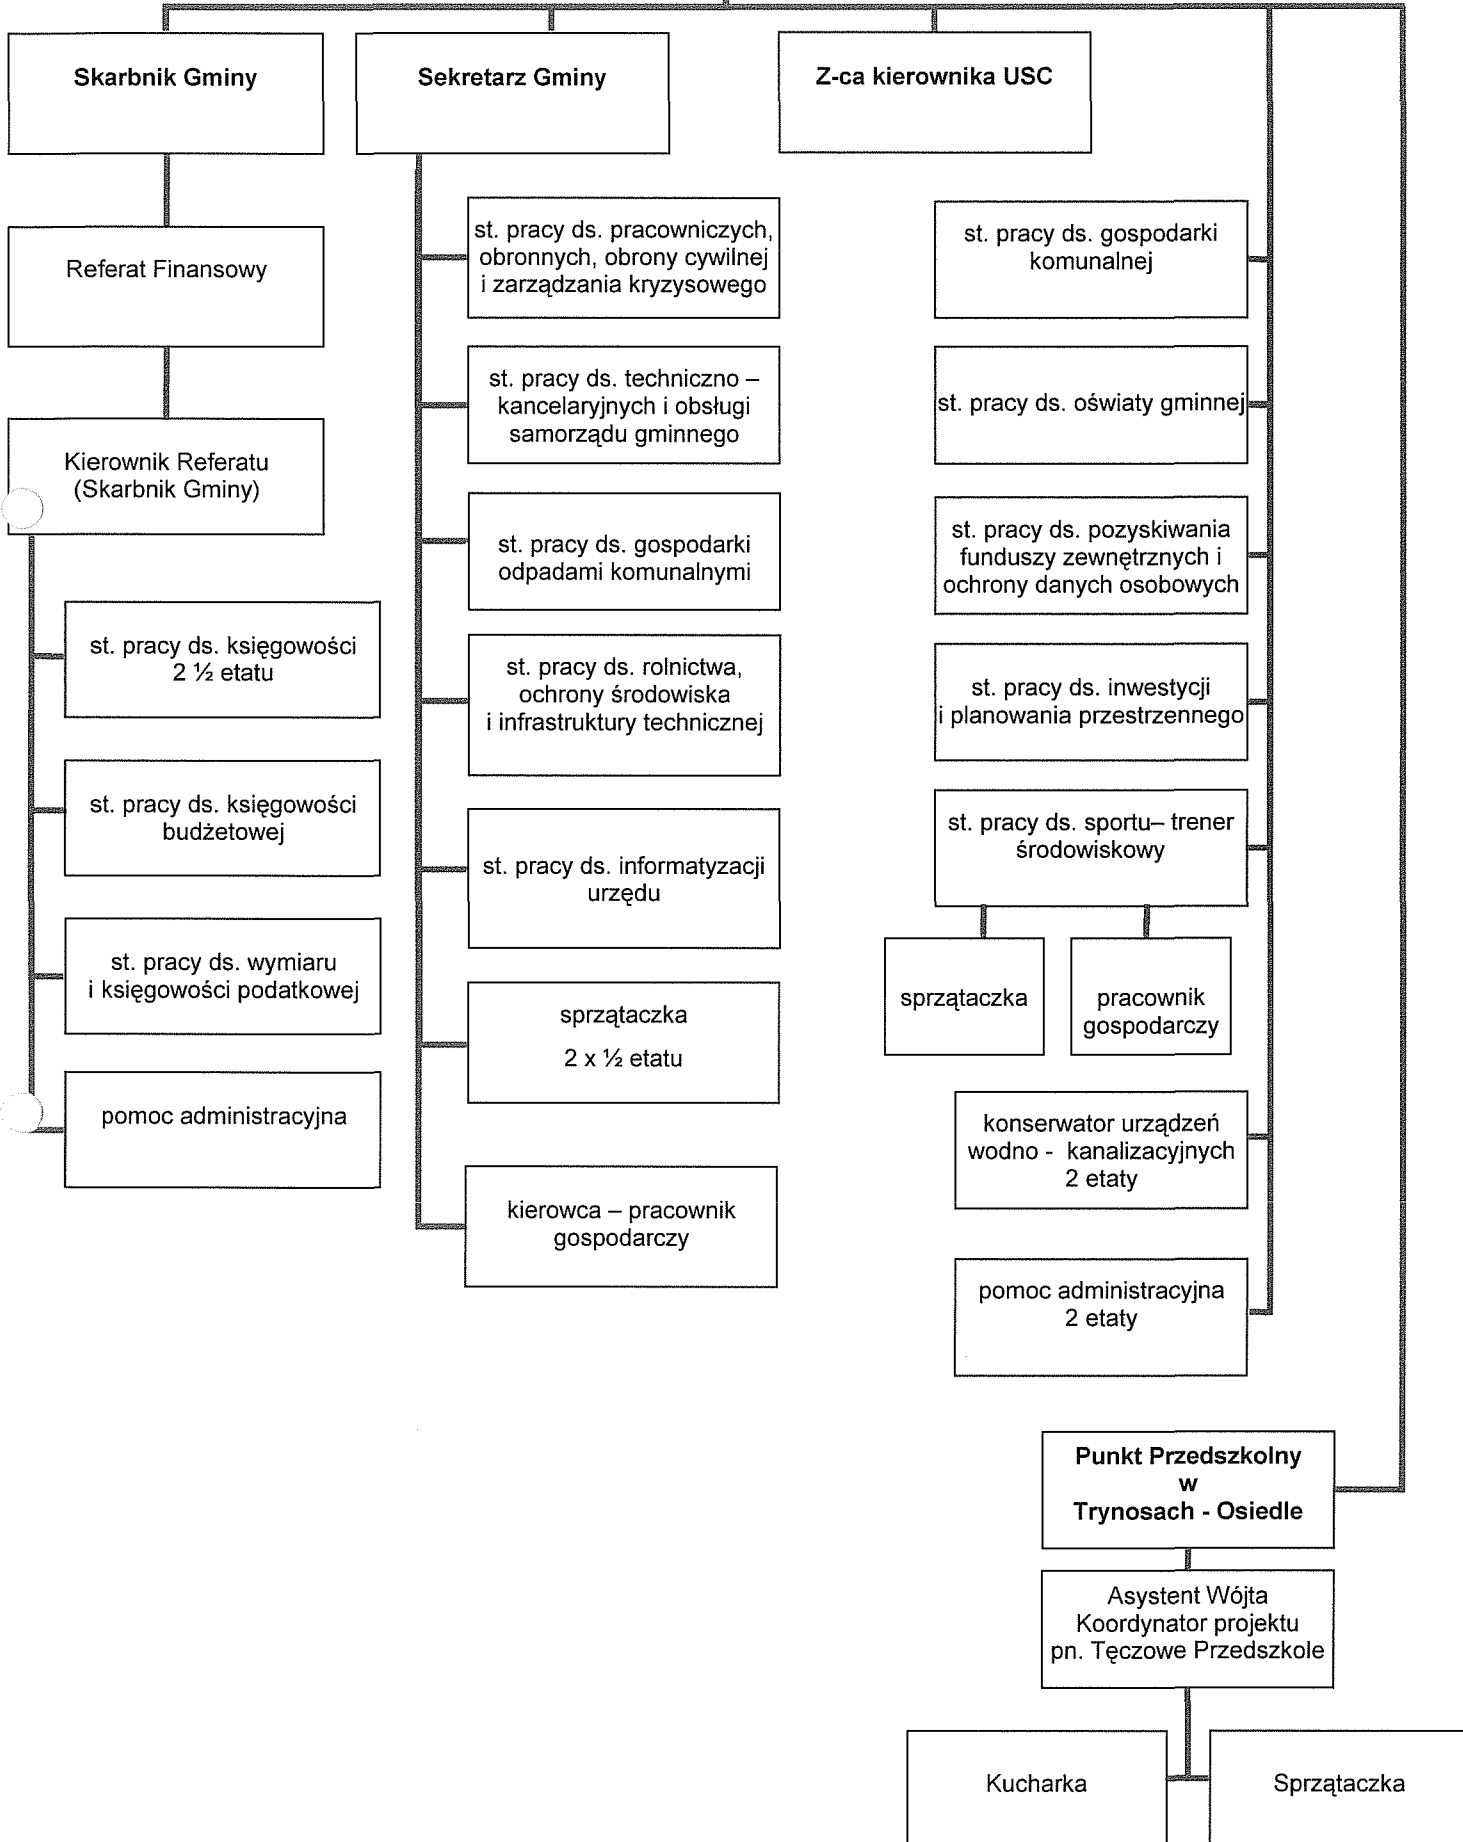 Skarbnik Gminy
Sekretarz Gminy
Z-ca kierownika USC
Referat Finansowy
Kierownik Referatu
(Skarbnik Gminy)
st. pracy ds. księgowości
2 ½ etatu
st. pracy ds. księgowości
budżetowej
st. pracy ds. wymiaru
i księgowości podatkowej
pomoc administracyjna
st. pracy ds. pracowniczych,
obronnych, obrony cywilnej
i zarządzania kryzysowego
st. pracy ds. techniczno –
kancelaryjnych i obsługi
samorządu gminnego
st. pracy ds. gospodarki
odpadami komunalnymi
st. pracy ds. rolnictwa,
ochrony środowiska
i infrastruktury technicznej
st. pracy ds. informatyzacji
urzędu
sprzątaczka
2 x ½ etatu
kierowca – pracownik
gospodarczy
st. pracy ds. gospodarki
komunalnej
st. pracy ds. oświaty gminnej
st. pracy ds. pozyskiwania
funduszy zewnętrznych i
ochrony danych osobowych
st. pracy ds. inwestycji
i planowania przestrzennego
st. pracy ds. sportu– trener
środowiskowy
sprzątaczka
pracownik
gospodarczy
konserwator urządzeń
wodno - kanalizacyjnych
2 etaty
pomoc administracyjna
2 etaty
Punkt Przedszkolny
w
Trynosach - Osiedle
Asystent Wójta
Koordynator projektu
pn. Tęczowe Przedszkole
Kucharka
Sprzątaczka